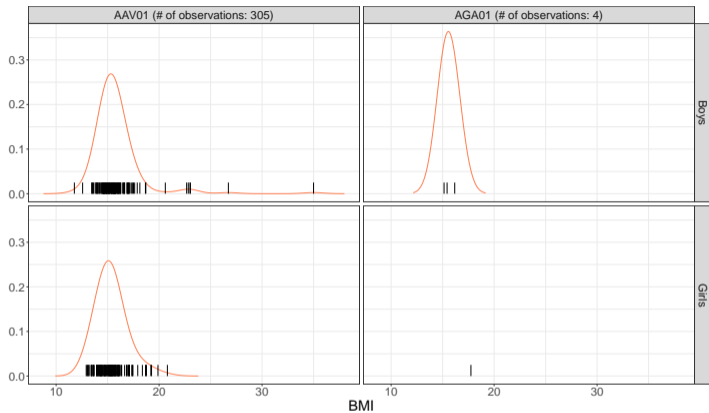 AAV01 (# of observations: 305)
AGA01 (# of observations: 4)
0.3
0.2
0.1
0.0
Boys
0.3
0.2
0.1
0.0
Girls
10 20 30
10 20 30
BMI